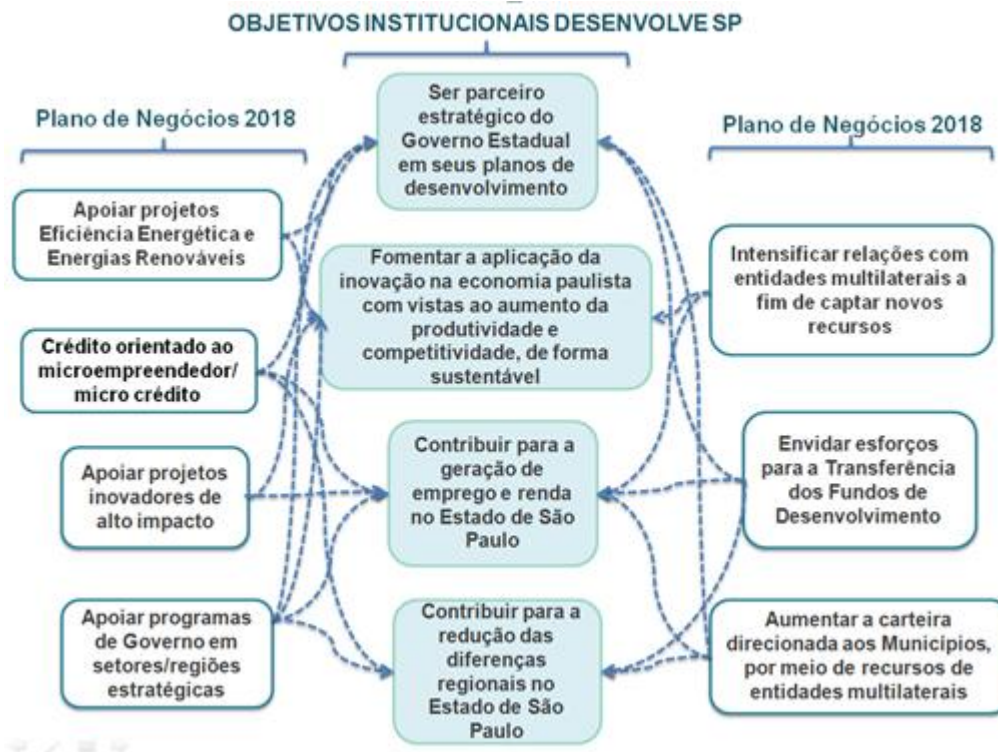 OBJETIVOS INSTITUCIONAIS DESENVOLVE SP
Plano de Negócios 2018
Apoiar projetos
Eficiência Energética e
Energias Renováveis
Crédito orientado ao
microempreendedor/
micro crédito
Apoiar projetos
inovadores de
alto impacto
Apoiar programas
de Governo em
setores/regiões
estratégicas
Ser parceiro
estratégico do
Governo Estadual
em seus planos de
desenvolvimento
Fomentar a aplicação da
inovação na economia paulista
com vistas ao aumento da
produtividade e
competitividade, de forma
sustentável
Contribuir para a
geração de
emprego e renda
no Estado de São
Paulo
Contribuir para a
redução das
diferenças
regionais no
Estado de São
Paulo
Plano de Negócios 2018
Intensificar relações com
entidades multilaterais a
fim de captar novos
recursos
Envidar esforços
para a Transferência
dos Fundos de
Desenvolvimento
Aumentar a carteira
direcionada aos Municípios,
por meio de recursos de
entidades multilaterais